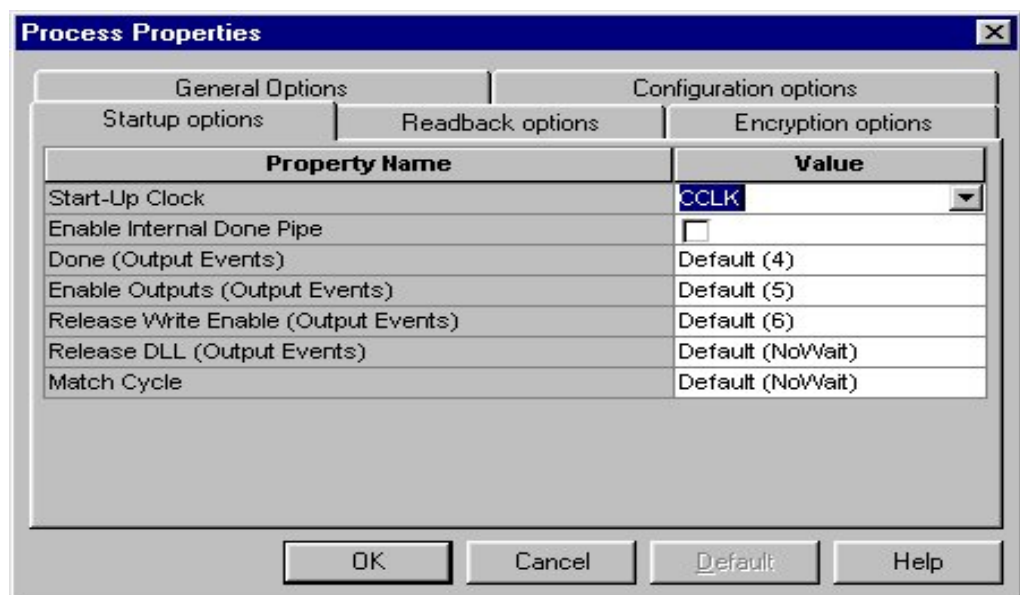 Process Properties
General Options Configuration options
Startup options Readback options Encryption options
Property Name Value
Start-Up Clock CCLK
Enable Internal Done Pipe
Done (Output Events) Default (4)
Enable Outputs (Output Events) Default (5)
Release Write Enable (Output Events) Default (6)
Release DLL (Output Events) Default (NoWait)
Match Cycle Default (NoWait)
OK Cancel Default Help